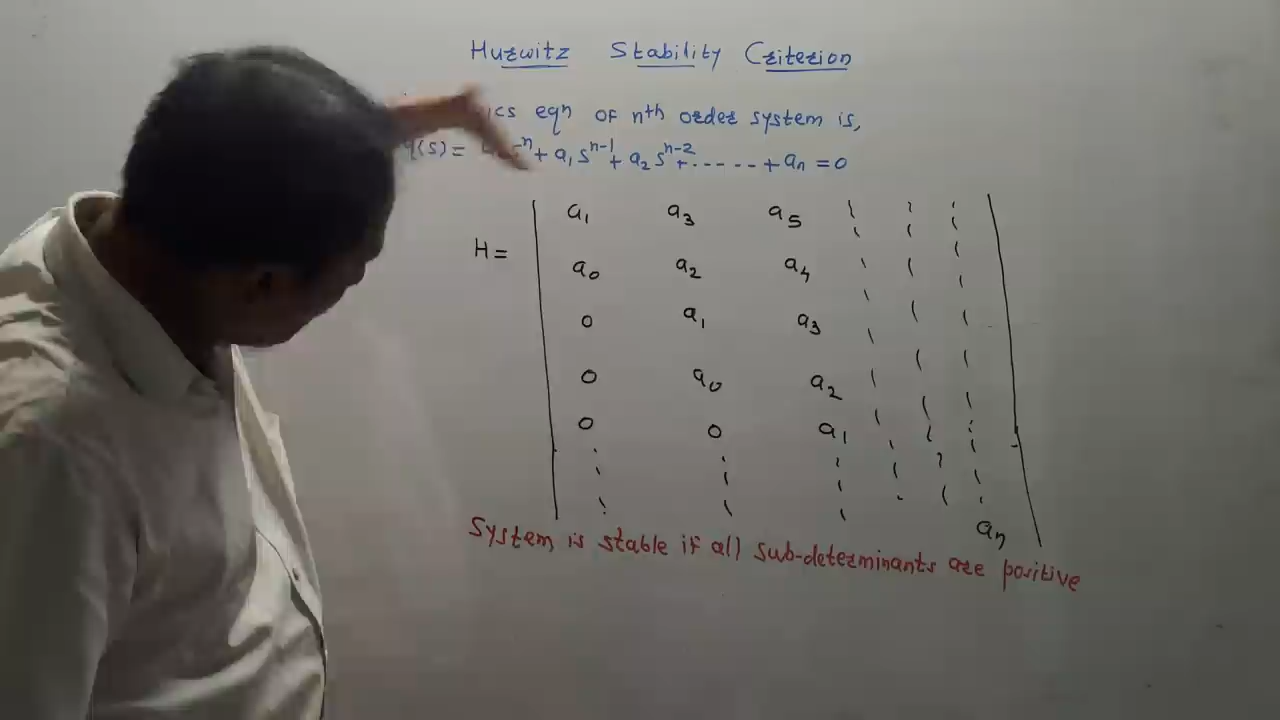 Hurwitz Stability Criterion
ics eqn of nth order system is,
q(s) = s^n + a₁ s^n-1 + a₂ s^n-2 + ...... + aₙ = 0
H =
a₁ a₃ a₅
a₀ a₂ a₄
0 a₁ a₃
0 a₀ a₂
0 0 a₁
aₙ
System is stable if all sub-determinants are positive